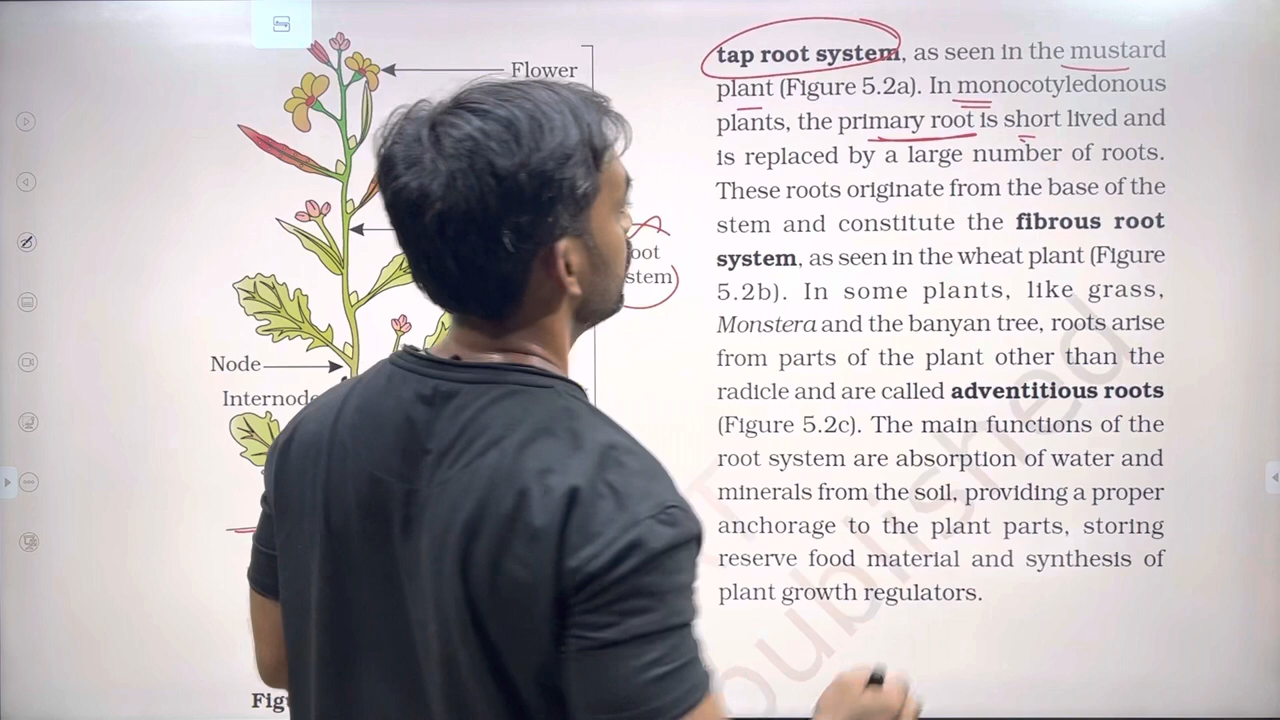 Flower
oot
stem
Node
Internode
Fig
tap root system, as seen in the mustard
plant (Figure 5.2a). In monocotyledonous
plants, the primary root is short lived and
is replaced by a large number of roots.
These roots originate from the base of the
stem and constitute the fibrous root
system, as seen in the wheat plant (Figure
5.2b). In some plants, like grass,
Monstera and the banyan tree, roots arise
from parts of the plant other than the
radicle and are called adventitious roots
(Figure 5.2c). The main functions of the
root system are absorption of water and
minerals from the soil, providing a proper
anchorage to the plant parts, storing
reserve food material and synthesis of
plant growth regulators.